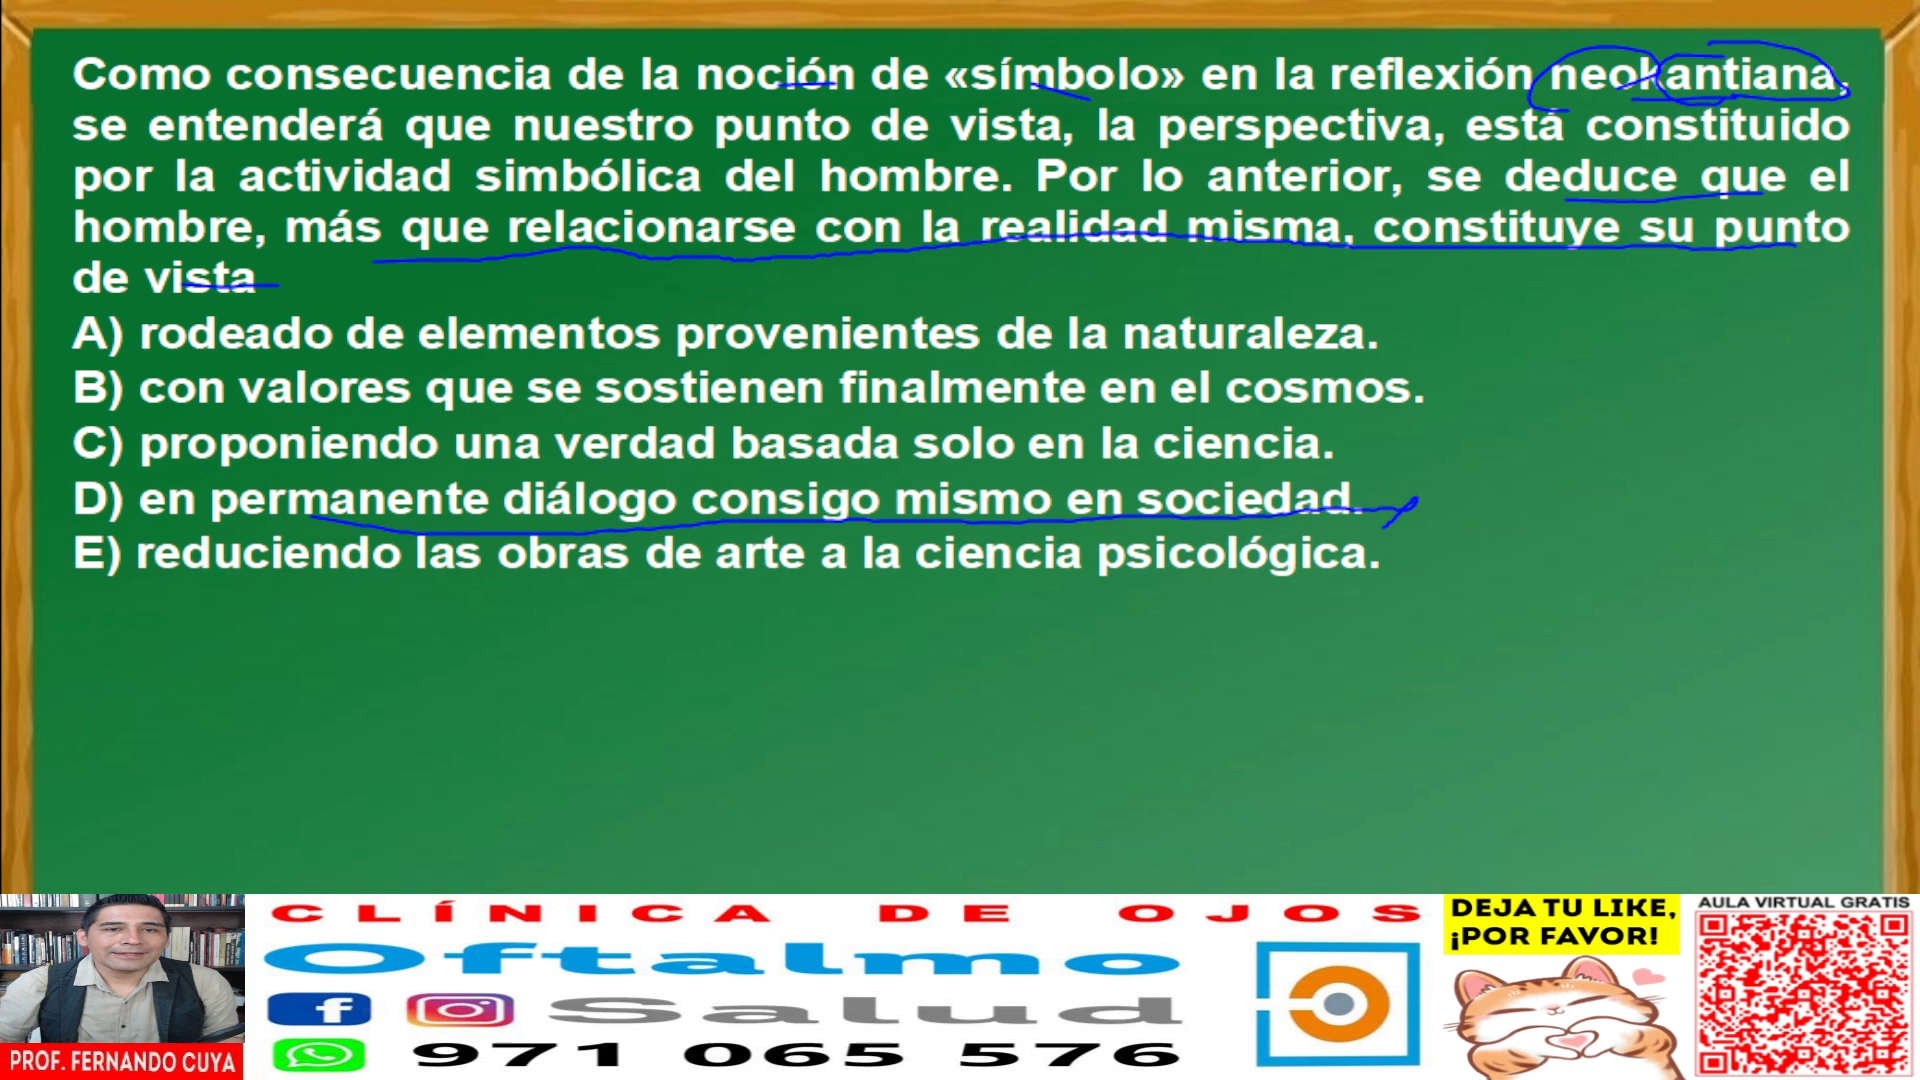 Como consecuencia de la noción de «símbolo» en la reflexión neokantiana,
se entenderá que nuestro punto de vista, la perspectiva, está constituido
por la actividad simbólica del hombre. Por lo anterior, se deduce que el
hombre, más que relacionarse con la realidad misma, constituye su punto
de vista
A) rodeado de elementos provenientes de la naturaleza.
B) con valores que se sostienen finalmente en el cosmos.
C) proponiendo una verdad basada solo en la ciencia.
D) en permanente diálogo consigo mismo en sociedad.
E) reduciendo las obras de arte a la ciencia psicológica.
PROF. FERNANDO CUYA
CLÍNICA DE OJOS
Oftalmo
Salud
971 065 576
DEJA TU LIKE,
¡POR FAVOR!
AULA VIRTUAL GRATIS